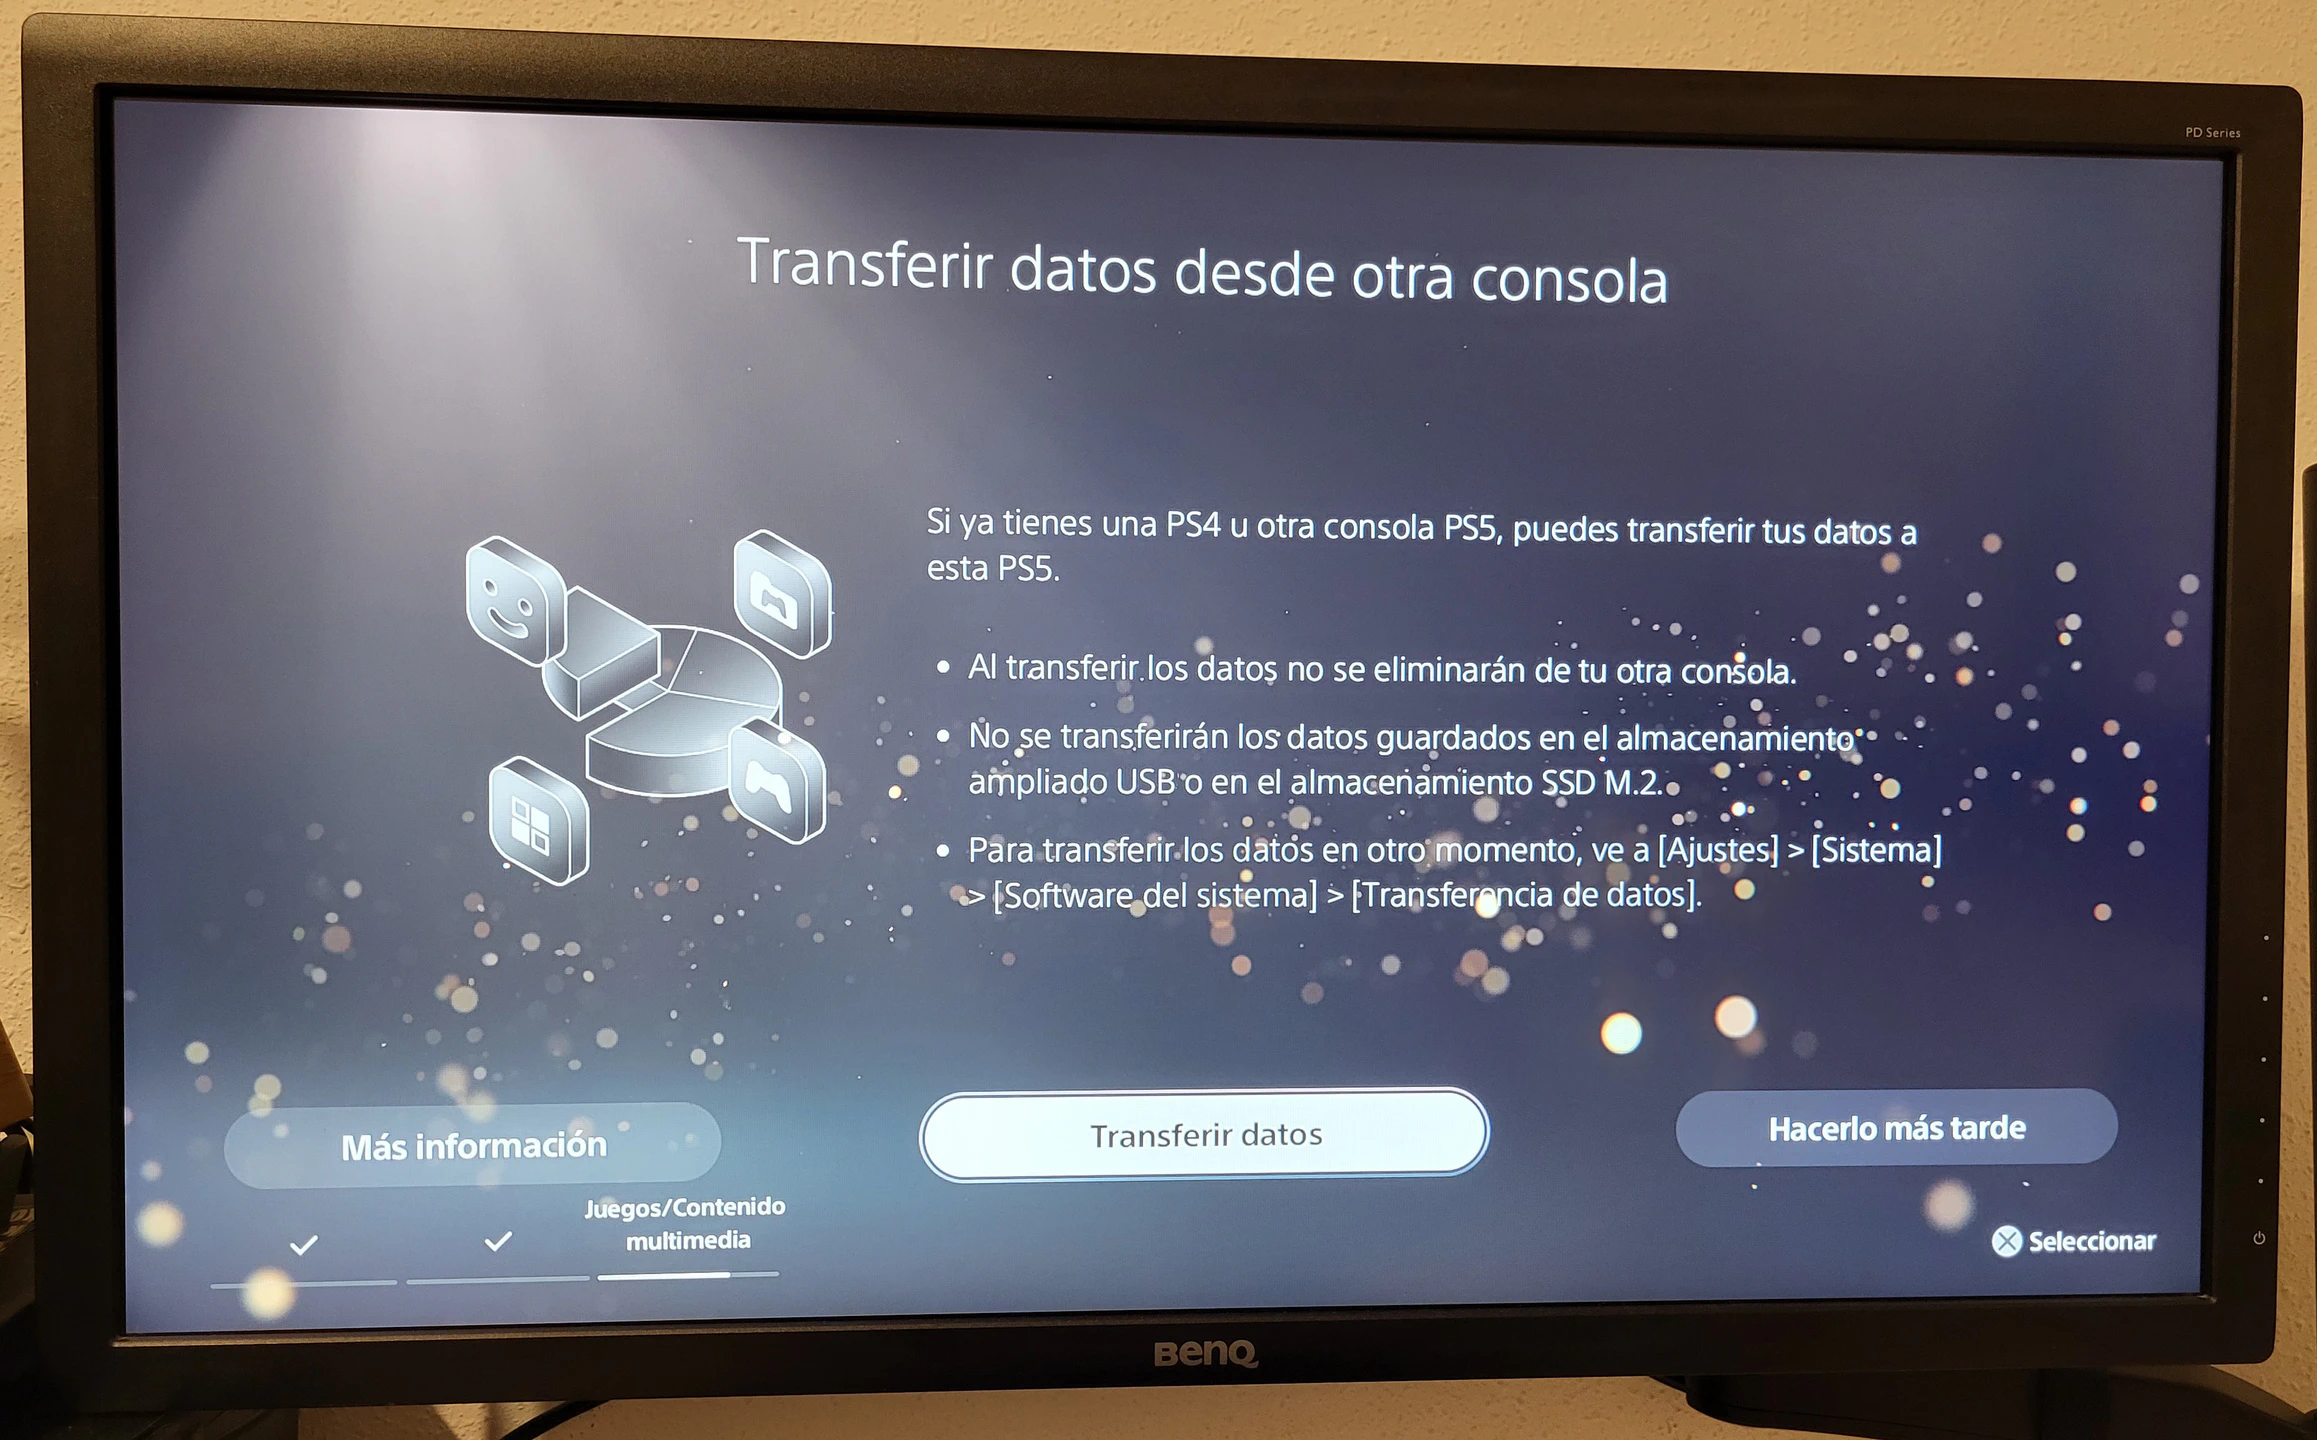 PD Series
Transferir datos desde otra consola
Si ya tienes una PS4 u otra consola PS5, puedes transferir tus datos a
esta PS5.
• Al transferir los datos no se eliminarán de tu otra consola.
• No se transferirán los datos guardados en el almacenamiento
ampliado USB o en el almacenamiento SSD M.2.
• Para transferir los datos en otro momento, ve a [Ajustes] > [Sistema]
> [Software del sistema] > [Transferencia de datos].
Más información
Transferir datos
Hacerlo más tarde
Juegos/Contenido
multimedia
Seleccionar
BenQ